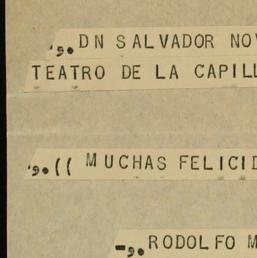 '9. DN SALVADOR NOV
TEATRO DE LA CAPILL
'9. (( MUCHAS FELICID
-9. RODOLFO M